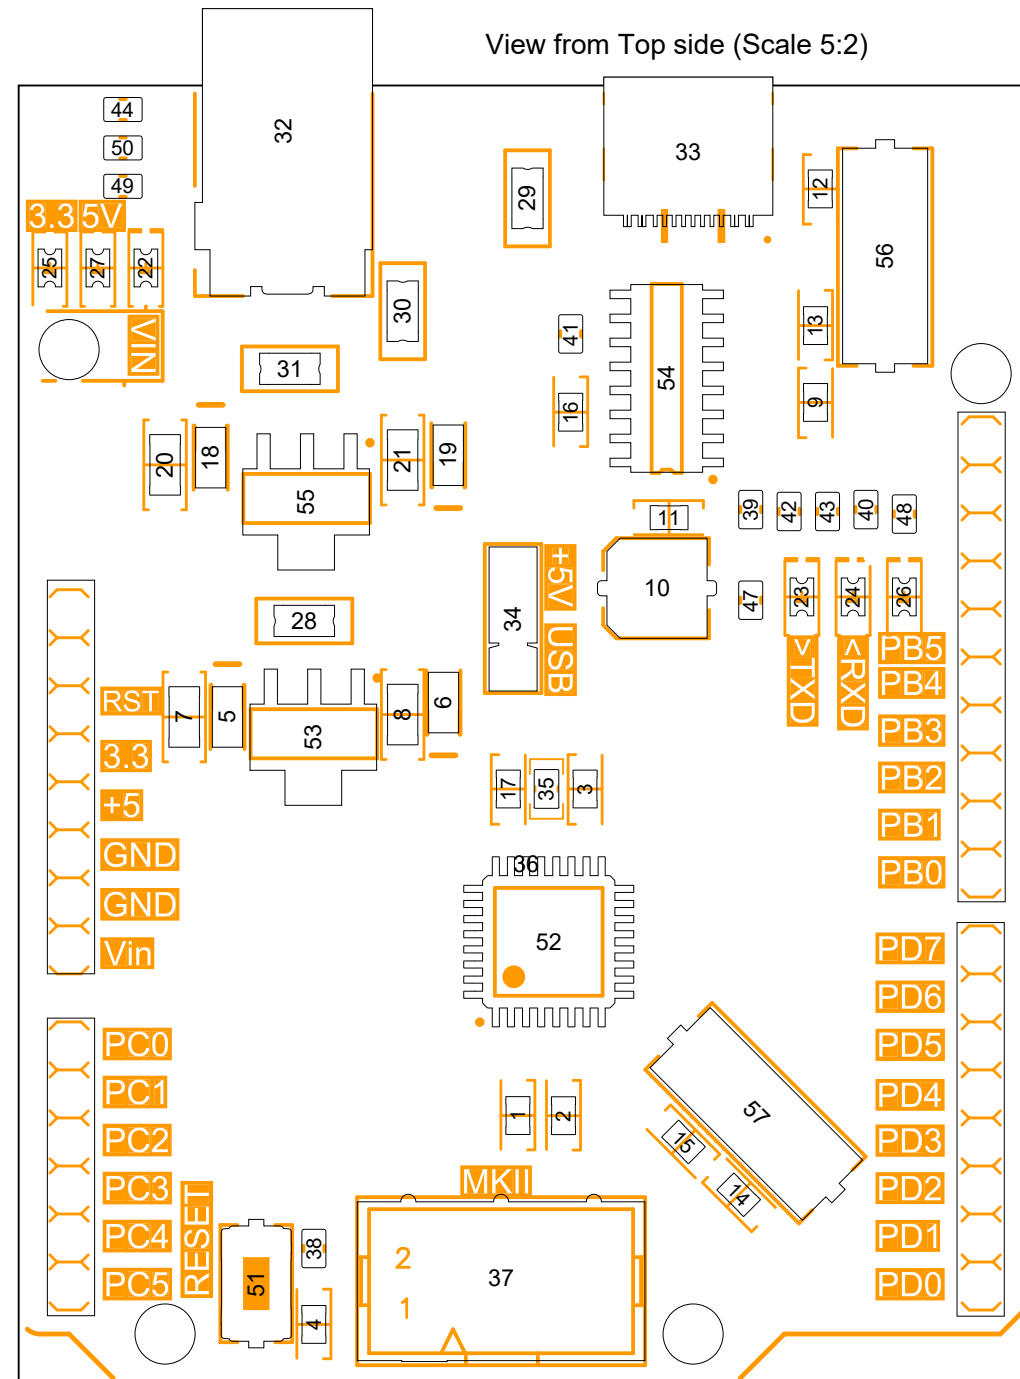 View from Top side (Scale 5:2)
44
50
49
32
33
29
12
56
3.3 5V
25
27
22
VIN
30
31
41
13
54
16
9
20
18
21
19
55
11
39
42
43
40
48
+5V USB
34
10
47
23
24
26
28
>TXD
<RXD
PB5
PB4
PB3
PB2
PB1
PB0
RST
3.3
+5
GND
GND
Vin
7
5
8
6
53
17
35
3
36
52
PD7
PD6
PD5
PD4
PD3
PD2
PD1
PD0
PC0
PC1
PC2
PC3
PC4
PC5
1
2
57
15
14
MKII
RESET
51
38
4
2
1
37